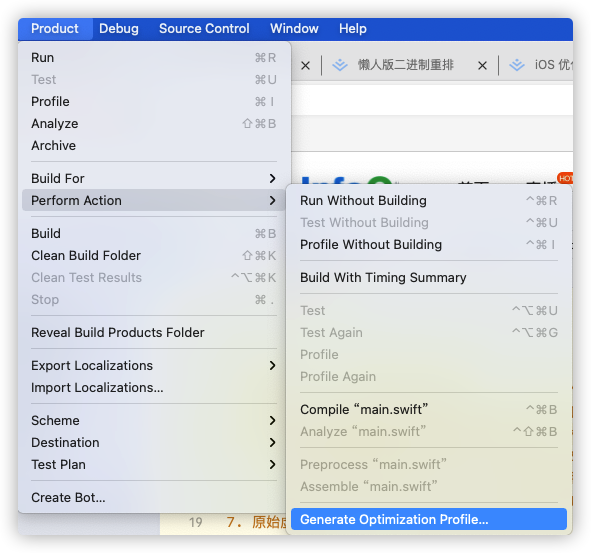 Product Debug Source Control Window Help
懒人版二进制重排 iOS 优
Run ⌘R
Test ⌘U
Profile ⌘I
Analyze ⇧⌘B
Archive
Build For
Perform Action
Build ⌘B
Clean Build Folder ⇧⌘K
Clean Test Results ^⌥⌘K
Stop ⌘.
Reveal Build Products Folder
Export Localizations
Import Localizations...
Scheme
Destination
Test Plan
Create Bot...
HOT
Run Without Building ^⌘R
Test Without Building ^⌘U
Profile Without Building ^⌘I
Build With Timing Summary
Test ^⌥⌘U
Test Again ^⌥⌘G
Profile
Profile Again
Compile “main.swift” ^⌘B
Analyze “main.swift” ^⇧⌘B
Preprocess “main.swift”
Assemble “main.swift”
Generate Optimization Profile...
19 7. 原始